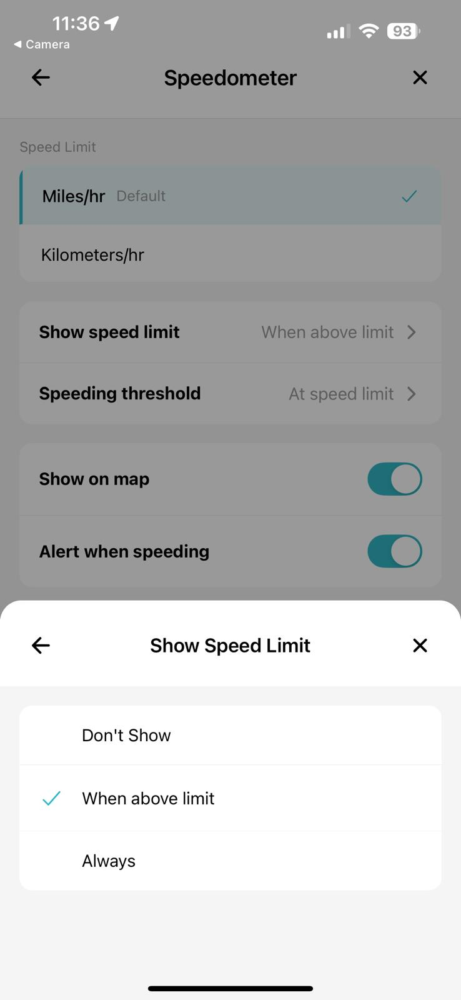 11:36
93
Camera
Speedometer
Speed Limit
Miles/hr Default
Kilometers/hr
Show speed limit When above limit
Speeding threshold At speed limit
Show on map
Alert when speeding
Show Speed Limit
Don't Show
When above limit
Always